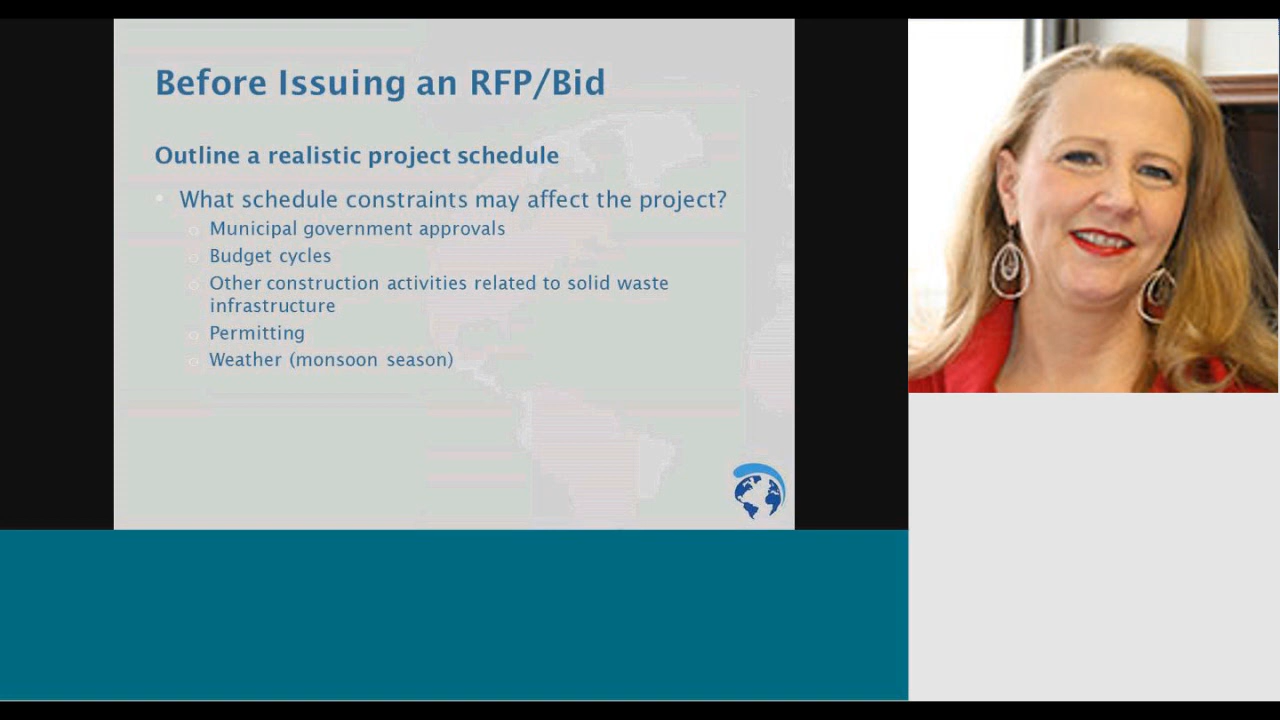 Before Issuing an RFP/Bid
Outline a realistic project schedule
• What schedule constraints may affect the project?
○ Municipal government approvals
○ Budget cycles
○ Other construction activities related to solid waste
infrastructure
○ Permitting
○ Weather (monsoon season)